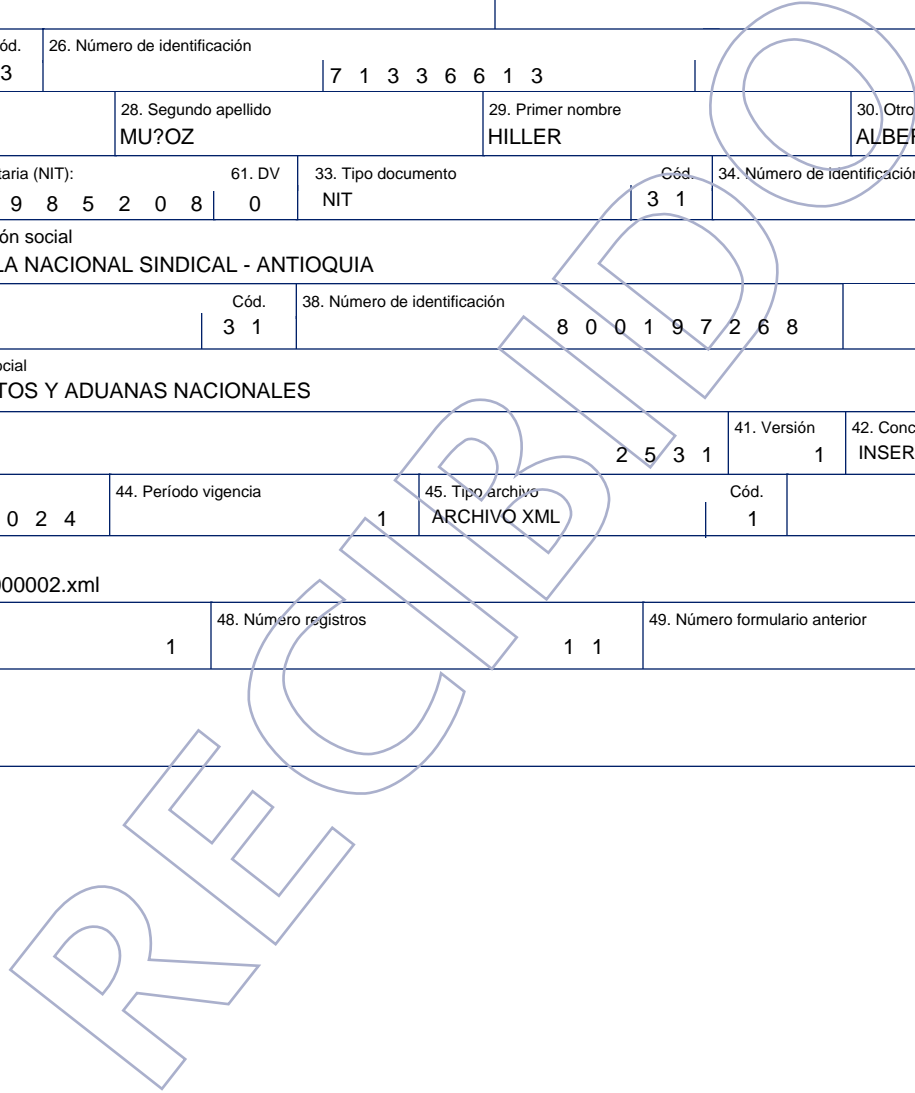 ód. 26. Número de identificación
3 7 1 3 3 6 6 1 3
28. Segundo apellido 29. Primer nombre 30. Otro
MU?OZ HILLER ALBER
aria (NIT): 61. DV 33. Tipo documento Cód. 34. Número de identificación
9 8 5 2 0 8 0 NIT 3 1
ón social
LA NACIONAL SINDICAL - ANTIOQUIA
Cód. 38. Número de identificación
3 1 8 0 0 1 9 7 2 6 8
ocial
TOS Y ADUANAS NACIONALES
41. Versión 42. Conc
2 5 3 1 1 INSER
44. Período vigencia 45. Tipo archivo Cód.
0 2 4 1 ARCHIVO XML 1
000002.xml
48. Número registros 49. Número formulario anterior
1 1 1
RECIBIDO